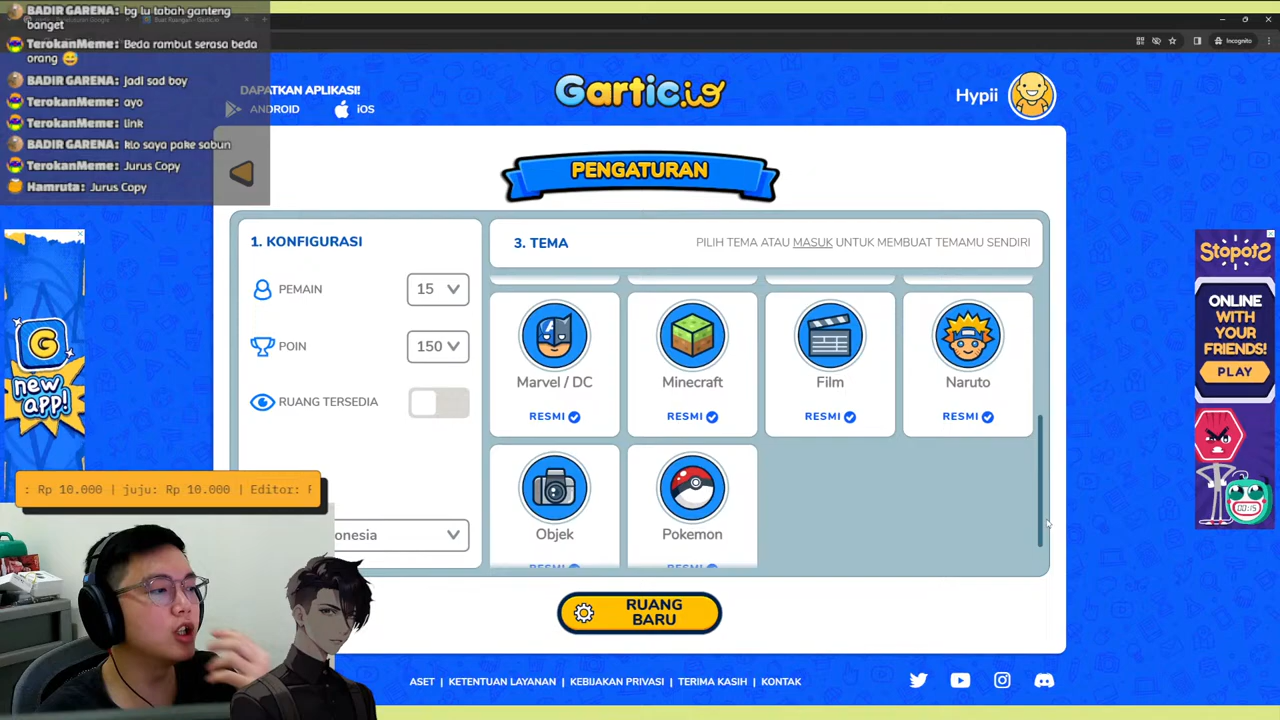 BADIR GARENA: bg lu tabah ganteng
banget
TerokanMeme: Beda rambut serasa beda
orang 😄
BADIR GARENA: Jadi sad boy
TerokanMeme: ayo
TerokanMeme: link
BADIR GARENA: klo saya pake sabun
TerokanMeme: Jurus Copy
Hamruta: Jurus Copy
Incognito
DAPATKAN APLIKASI!
ANDROID
iOS
Gartic.io
Hypii
PENGATURAN
1. KONFIGURASI
PEMAIN
15
POIN
150
RUANG TERSEDIA
onesia
3. TEMA
PILIH TEMA ATAU MASUK UNTUK MEMBUAT TEMAMU SENDIRI
Marvel / DC
RESMI
Minecraft
RESMI
Film
RESMI
Naruto
RESMI
Objek
RESMI
Pokemon
RESMI
RUANG
BARU
G
new
app!
StopotS
ONLINE
WITH
YOUR
FRIENDS!
PLAY
00:15
: Rp 10.000 | juju: Rp 10.000 | Editor: F
ASET | KETENTUAN LAYANAN | KEBIJAKAN PRIVASI | TERIMA KASIH | KONTAK